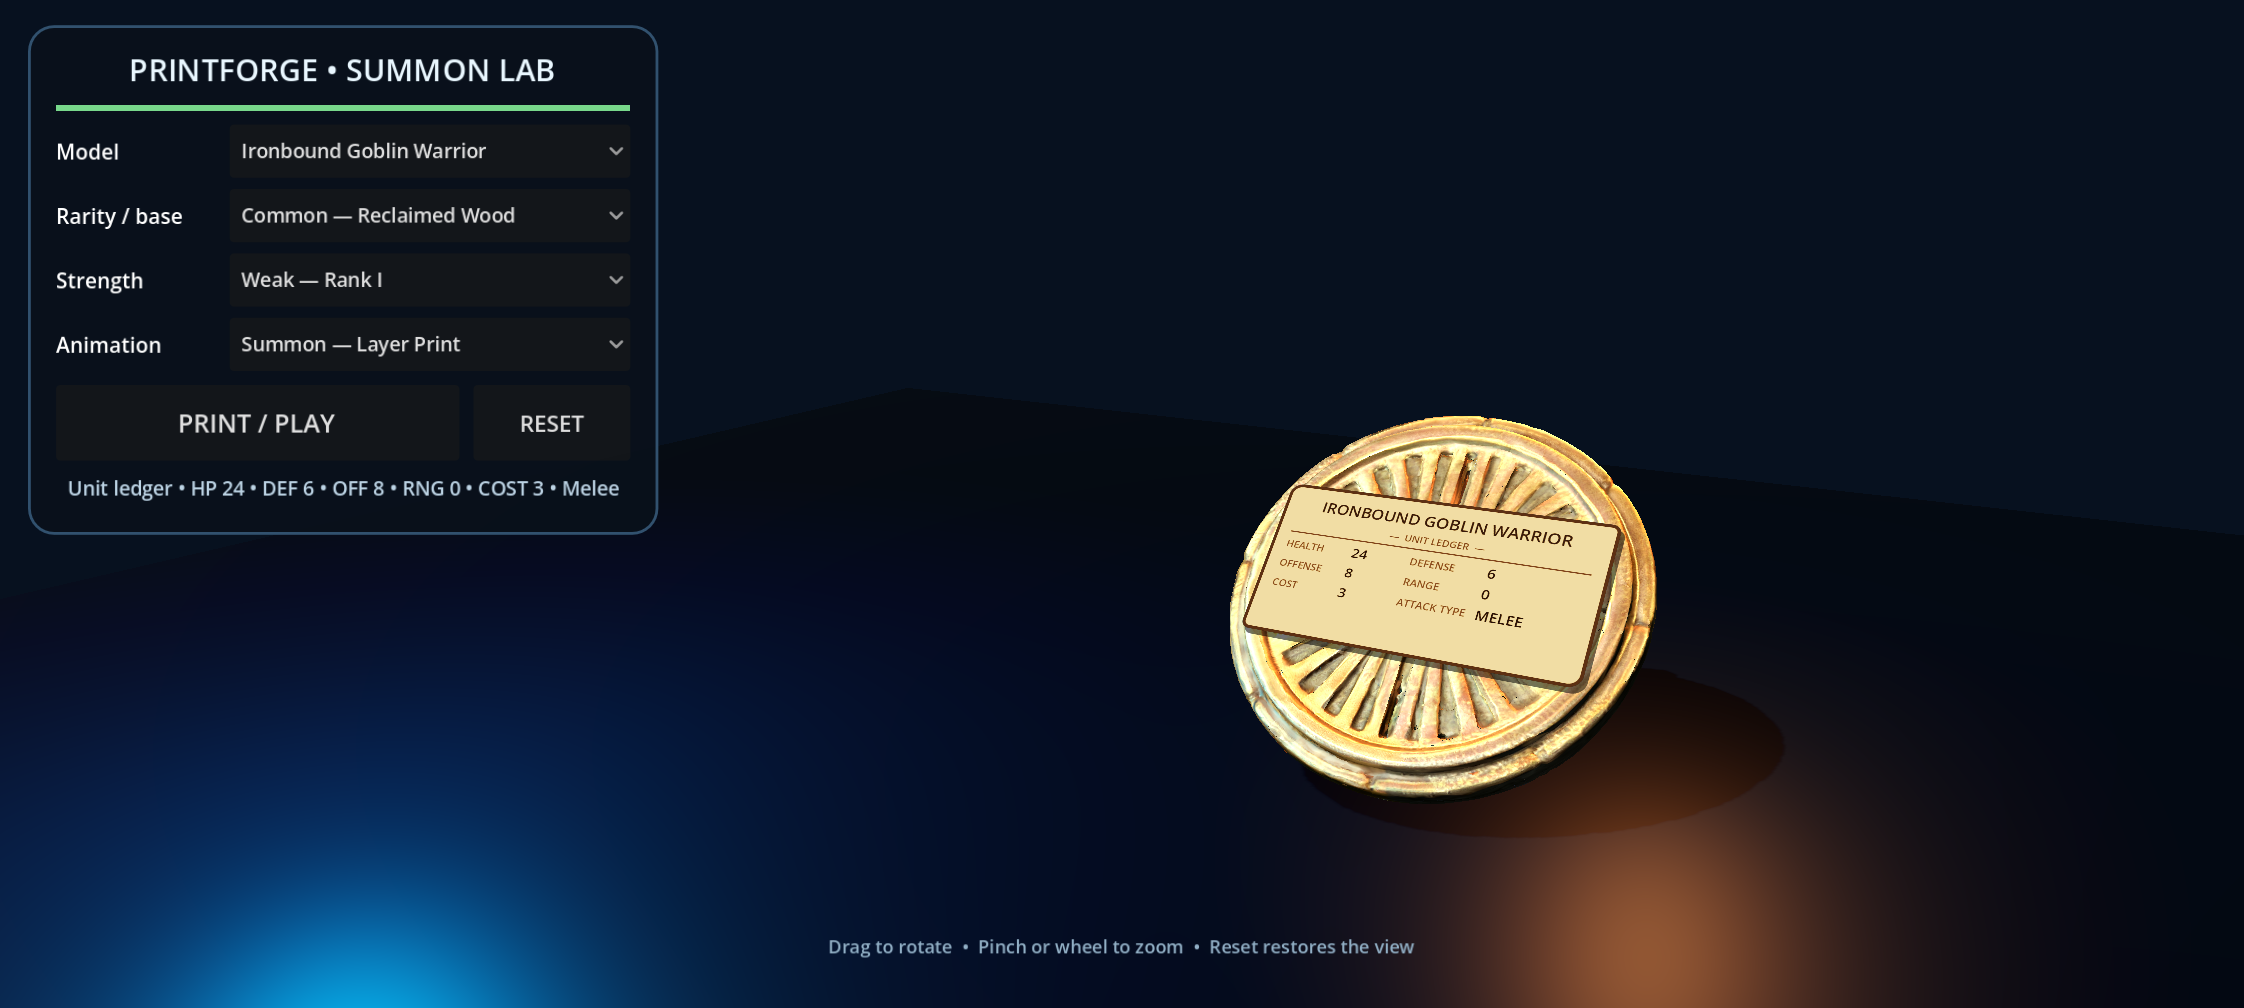 PRINTFORGE • SUMMON LAB
Model
Ironbound Goblin Warrior
Rarity / base
Common — Reclaimed Wood
Strength
Weak — Rank I
Animation
Summon — Layer Print
PRINT / PLAY
RESET
Unit ledger • HP 24 • DEF 6 • OFF 8 • RNG 0 • COST 3 • Melee
IRONBOUND GOBLIN WARRIOR
— UNIT LEDGER —
HEALTH 24 DEFENSE 6
OFFENSE 8 RANGE 0
COST 3 ATTACK TYPE MELEE
Drag to rotate • Pinch or wheel to zoom • Reset restores the view